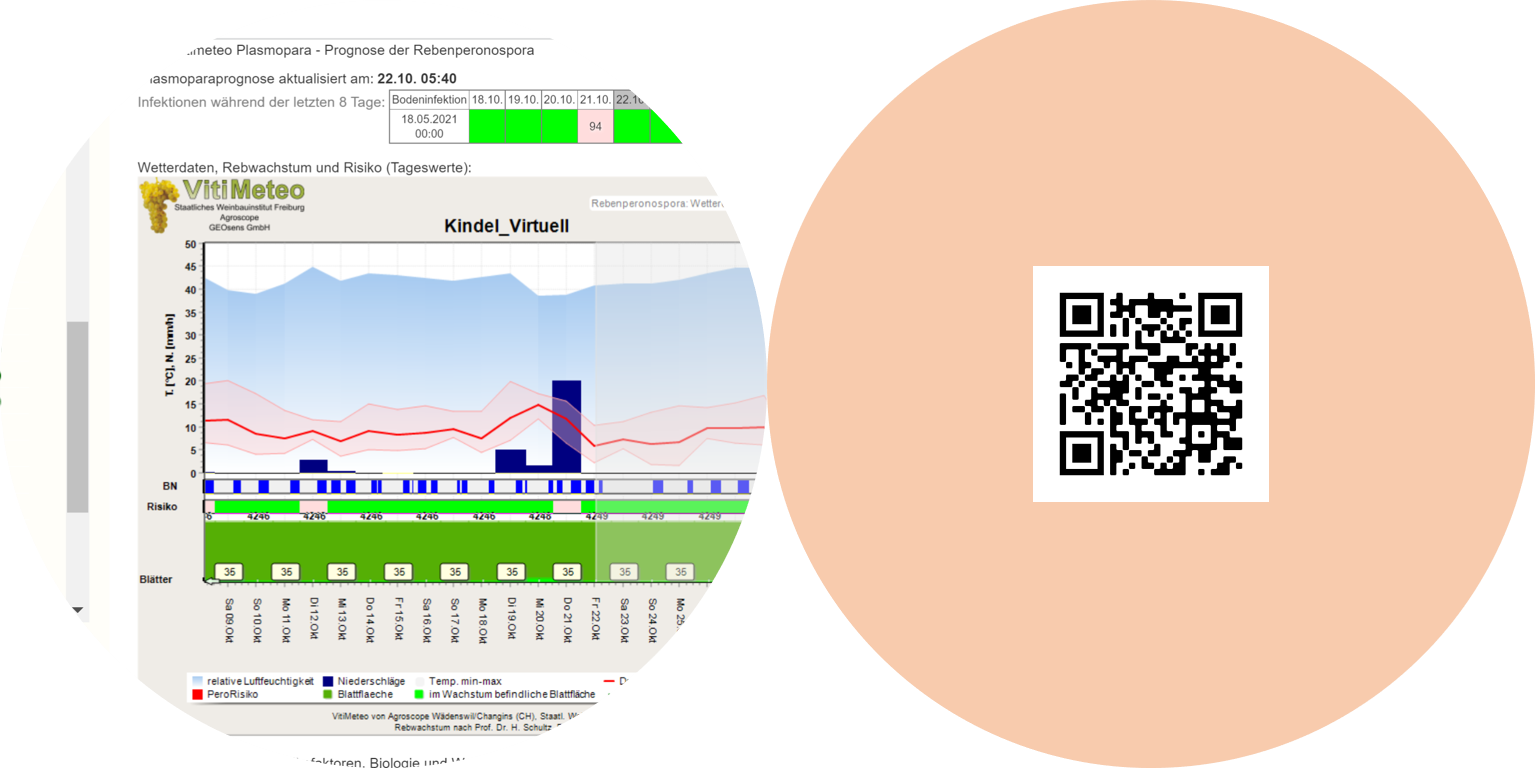 Plasmopara - Prognose der Rebenperonospora
aktualisiert am: 22.10. 05:40
Infektionen während der letzten 8 Tage:
Bodeninfektion 18.10. 19.10. 20.10. 21.10.
18.05.2021
00:00
94
Wetterdaten, Rebwachstum und Risiko (Tageswerte):
VitiMeteo
Staatliches Weinbauinstitut Freiburg
Agroscope
GEOsens GmbH
Rebenperonospora:
Kindel_Virtuell
T. [°C], N. [mm/h]
50
45
40
35
30
25
20
15
10
5
0
BN
Risiko
4246 4246 4246 4246 4246 4248 4249 4249 4249
Blätter
35 35 35 35 35 35 35 35 35
Sa 09.Okt
So 10.Okt
Mo 11.Okt
Di 12.Okt
Mi 13.Okt
Do 14.Okt
Fr 15.Okt
Sa 16.Okt
So 17.Okt
Mo 18.Okt
Di 19.Okt
Mi 20.Okt
Do 21.Okt
Fr 22.Okt
Sa 23.Okt
So 24.Okt
Mo 25.
relative Luftfeuchtigkeit Niederschläge Temp. min-max
PeroRisiko Blattflaeche im Wachstum befindliche Blattfläche
VitiMeteo von Agroscope Wädenswil/Changins (CH), Staatl.
Rebwachstum nach Prof. Dr. H. Schultz,
Biologie und